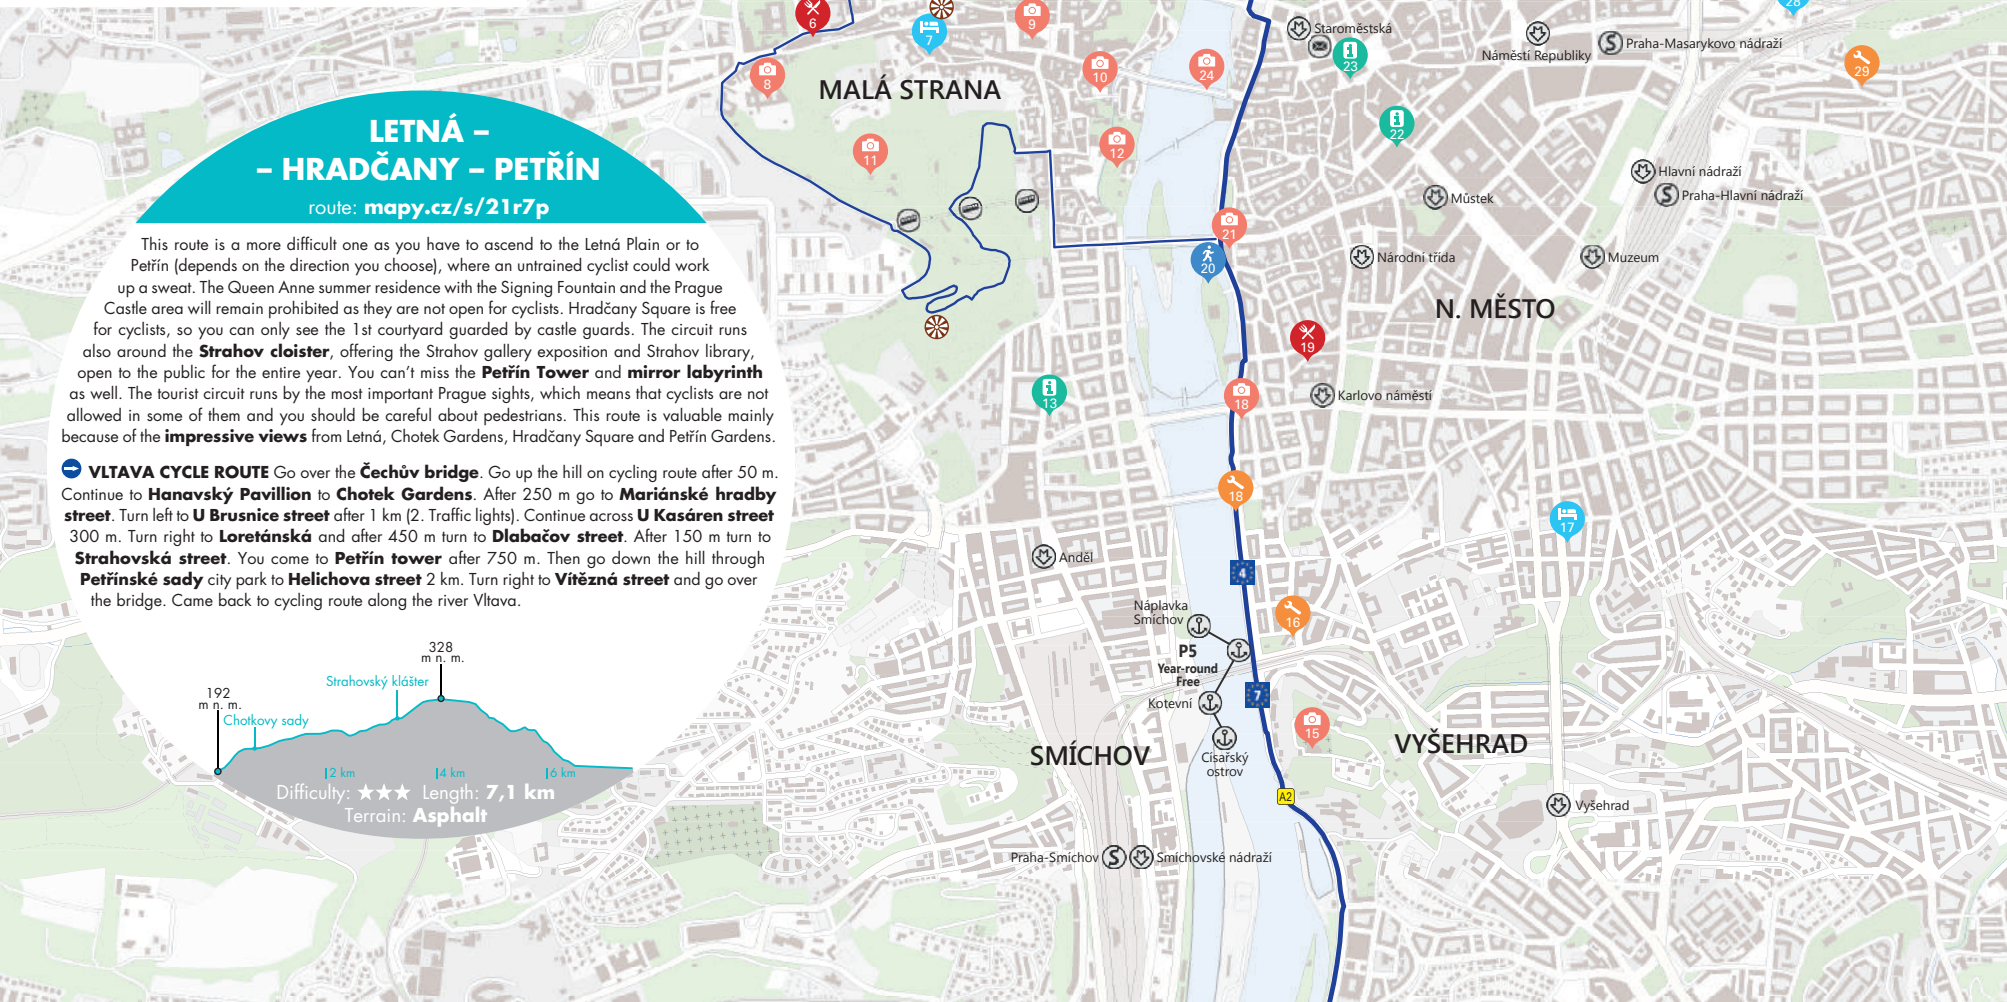 LETNÁ –
– HRADČANY – PETŘÍN
route: mapy.cz/s/21r7p
This route is a more difficult one as you have to ascend to the Letná Plain or to
Petřín (depends on the direction you choose), where an untrained cyclist could work
up a sweat. The Queen Anne summer residence with the Signing Fountain and the Prague
Castle area will remain prohibited as they are not open for cyclists. Hradčany Square is free
for cyclists, so you can only see the 1st courtyard guarded by castle guards. The circuit runs
also around the Strahov cloister, offering the Strahov gallery exposition and Strahov library,
open to the public for the entire year. You can't miss the Petřín Tower and mirror labyrinth
as well. The tourist circuit runs by the most important Prague sights, which means that cyclists are not
allowed in some of them and you should be careful about pedestrians. This route is valuable mainly
because of the impressive views from Letná, Chotek Gardens, Hradčany Square and Petřín Gardens.
VLTAVA CYCLE ROUTE Go over the Čechův bridge. Go up the hill on cycling route after 50 m.
Continue to Hanavský Pavillion to Chotek Gardens. After 250 m go to Mariánské hradby
street. Turn left to U Brusnice street after 1 km (2. Traffic lights). Continue across U Kasáren street
300 m. Turn right to Loretánská and after 450 m turn to Dlabačov street. After 150 m turn to
Strahovská street. You come to Petřín tower after 750 m. Then go down the hill through
Petřínské sady city park to Helichova street 2 km. Turn right to Vítězná street and go over
the bridge. Came back to cycling route along the river Vltava.
328
m n. m.
Strahovský klášter
192
m n. m.
Chotkovy sady
2 km
4 km
6 km
Difficulty: ★★★ Length: 7,1 km
Terrain: Asphalt
6
7
8
9
10
11
12
13
24
23
22
21
20
19
18
18
17
16
15
28
29
MALÁ STRANA
Staroměstská
Náměstí Republiky
S Praha-Masarykovo nádraží
Hlavní nádraží
S Praha-Hlavní nádraží
Můstek
Národní třída
Muzeum
N. MĚSTO
Karlovo náměstí
Anděl
4
Náplavka
Smíchov
P5
Year-round
Free
7
Kotevní
Císařský
ostrov
SMÍCHOV
VYŠEHRAD
A2
Vyšehrad
Praha-Smíchov S
Smíchovské nádraží